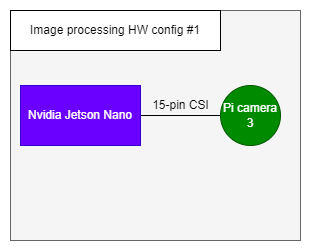 Image processing HW config #1
Nvidia Jetson Nano
15-pin CSI
Pi camera
3